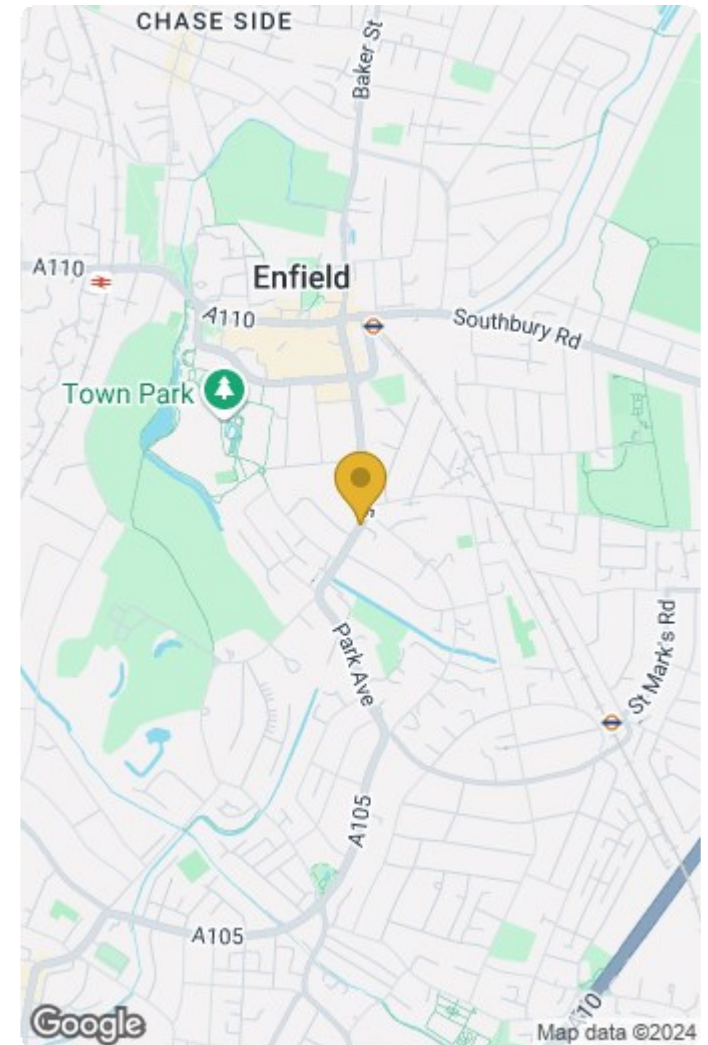 CHASE SIDE
Baker St
A110
Enfield
A110
Southbury Rd
Town Park
St Mark's Rd
Park Ave
A105
A105
Google
Map data ©2024